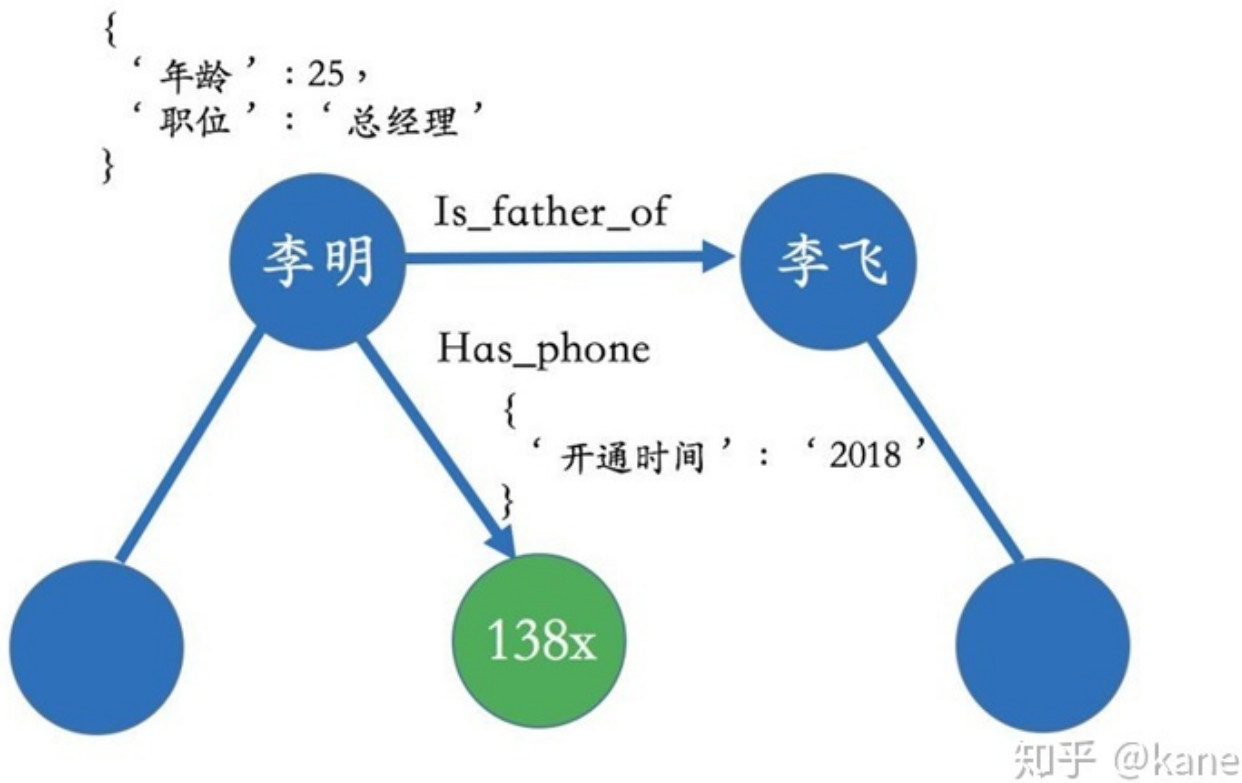 {
‘年龄’:25，
‘职位’:‘总经理’
}
Is_father_of
李明
李飞
Has_phone
{
‘开通时间’:‘2018’
}
138x
知乎 @kane